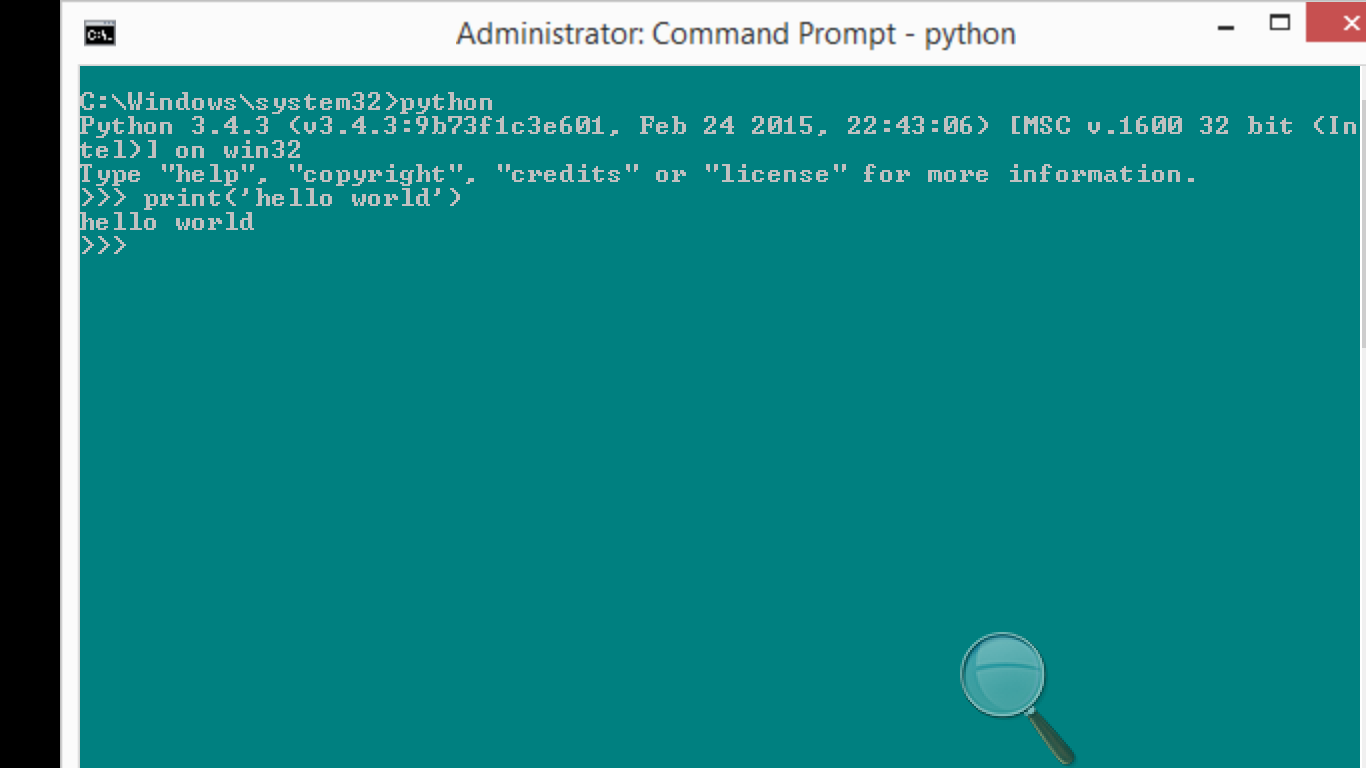 Administrator: Command Prompt - python
C:\Windows\system32>python
Python 3.4.3 (v3.4.3:9b73f1c3e601, Feb 24 2015, 22:43:06) [MSC v.1600 32 bit (In
tel)] on win32
Type "help", "copyright", "credits" or "license" for more information.
>>> print('hello world')
hello world
>>>